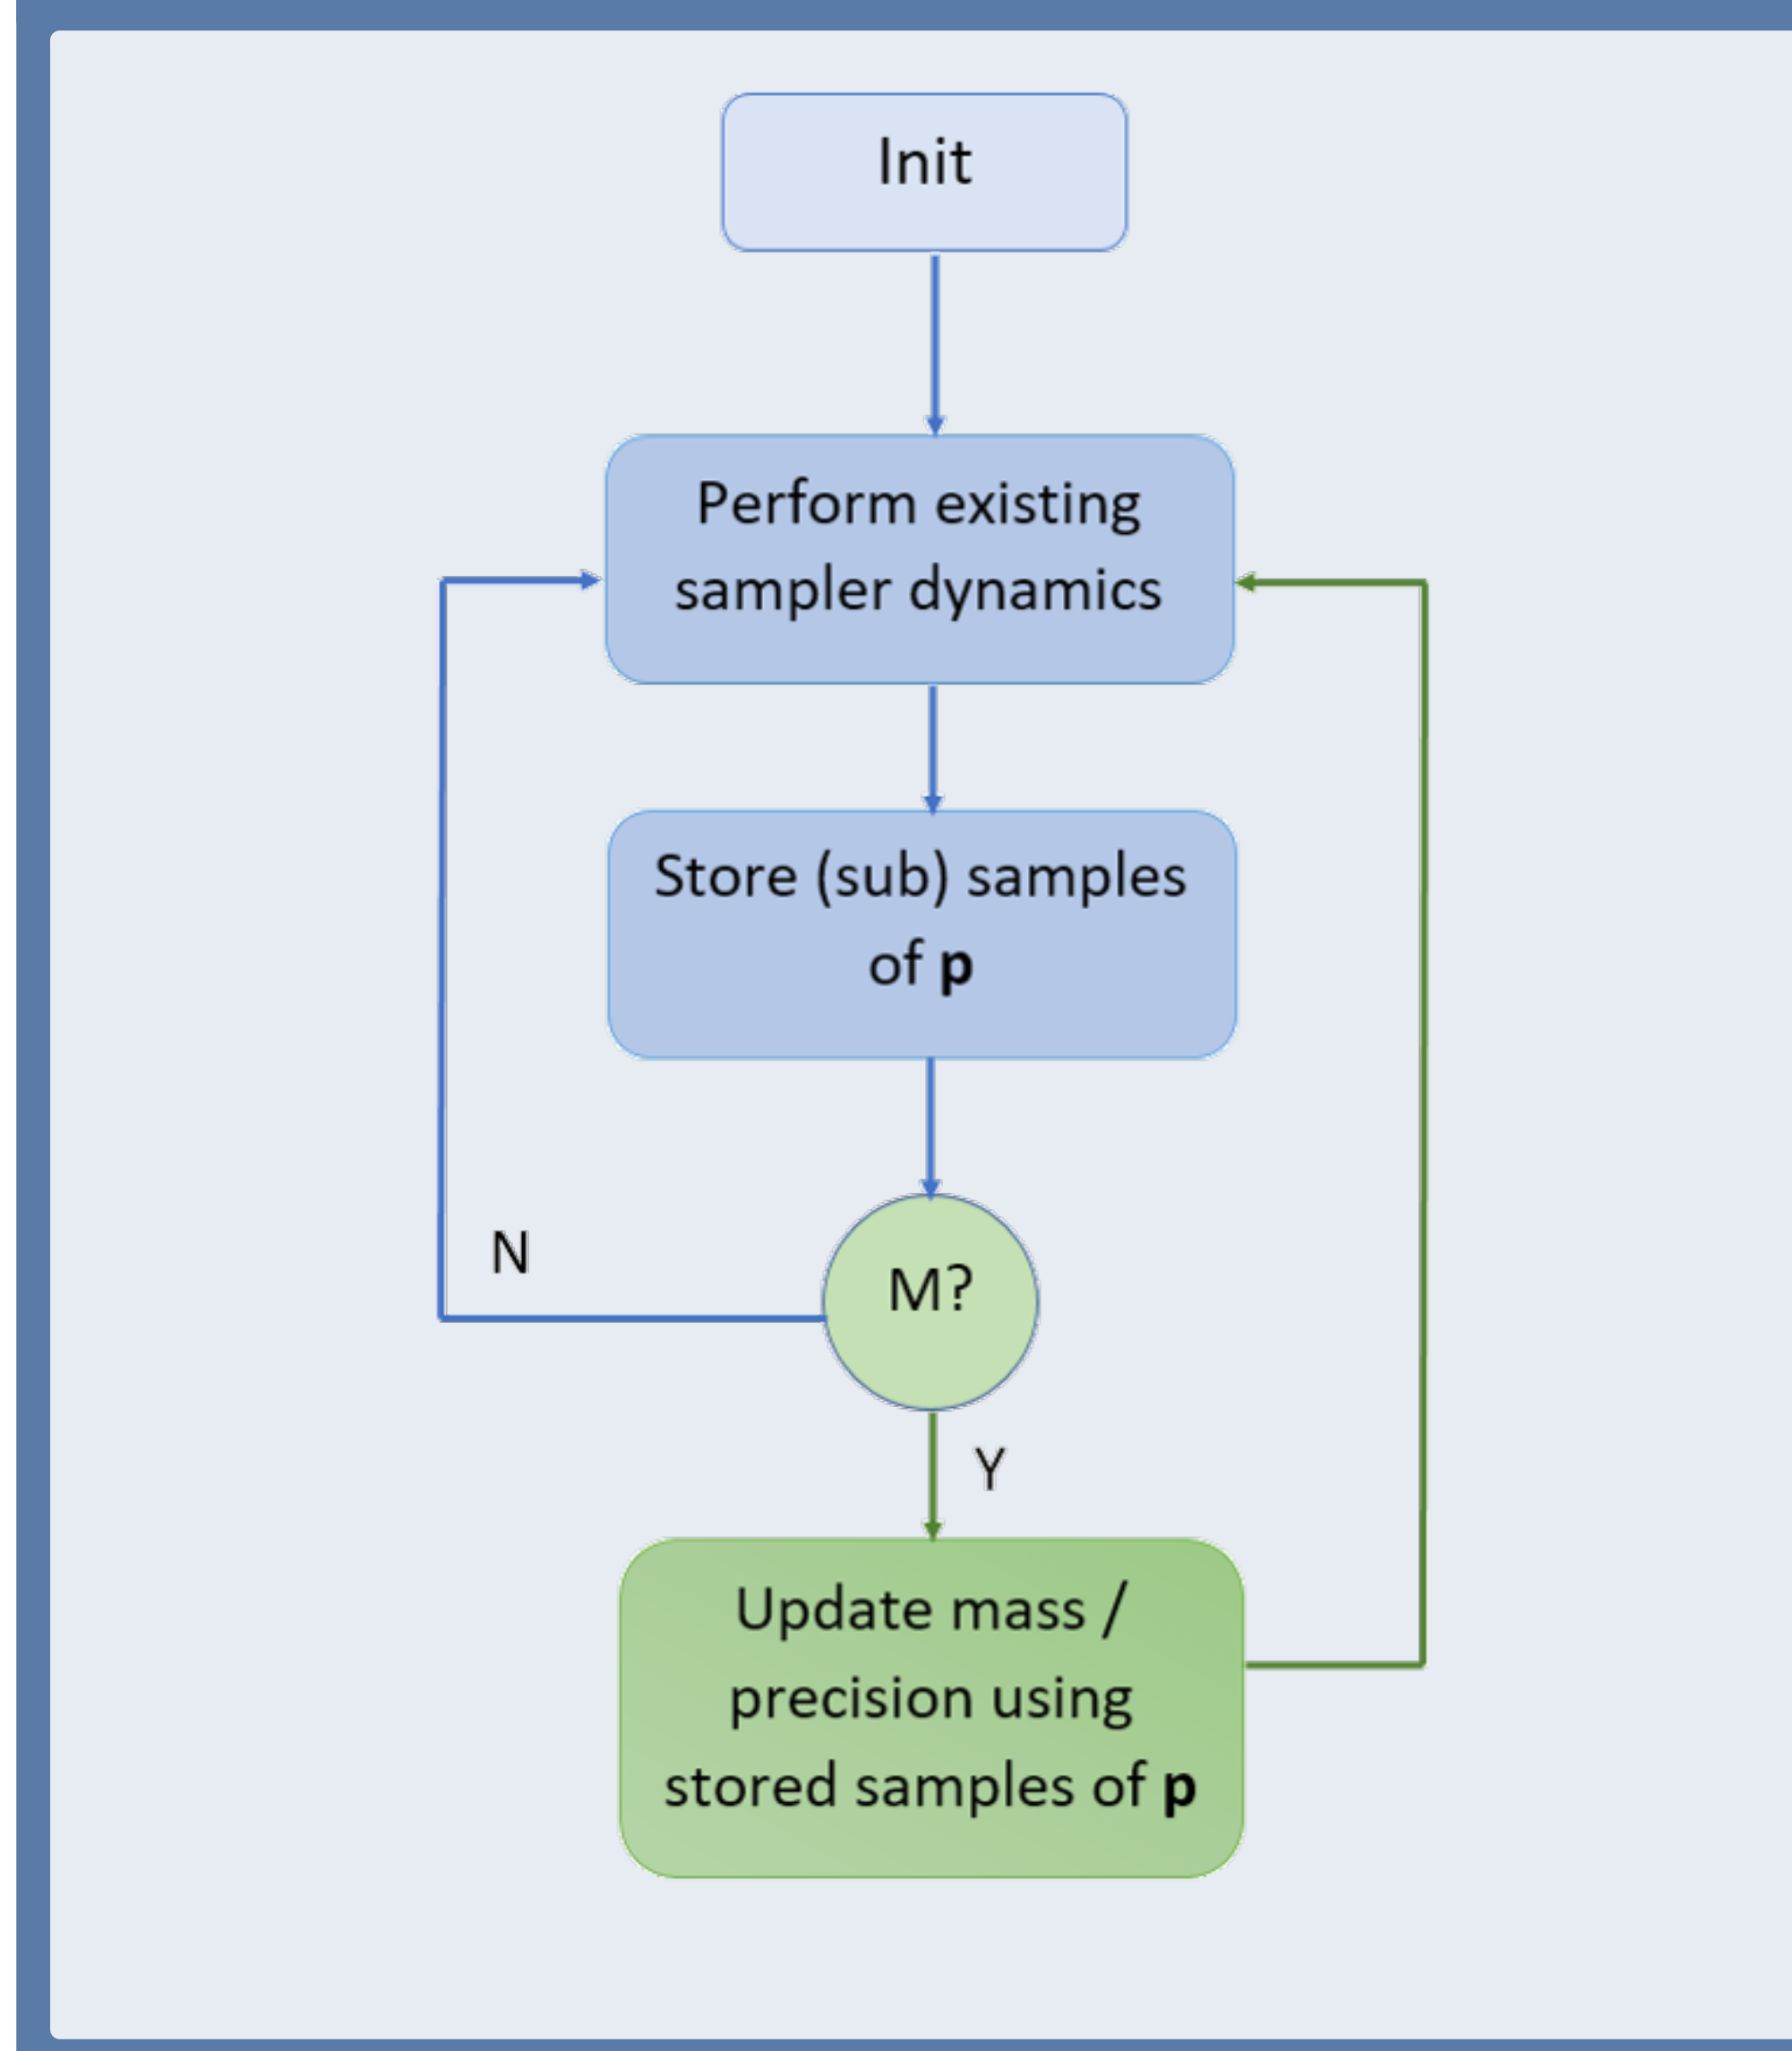 Init
Perform existing
sampler dynamics
Store (sub) samples
of p
N
M?
Y
Update mass /
precision using
stored samples of p